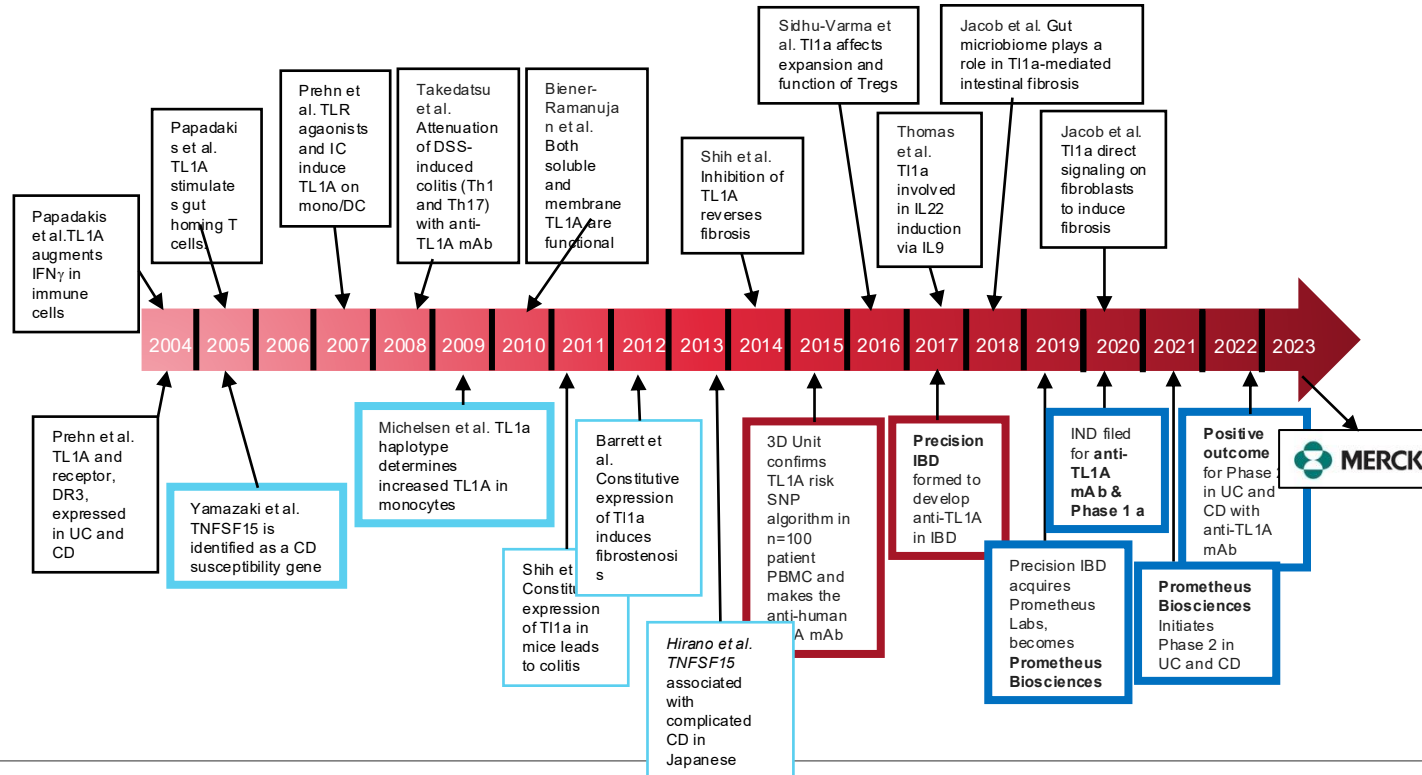 Papadakis
et al.TL1A
augments
IFNγ in
immune
cells
Papadaki
s et al.
TL1A
stimulate
s gut
homing T
cells.
Prehn et
al. TLR
agaonists
and IC
induce
TL1A on
mono/DC
Takedatsu
et al.
Attenuation
of DSS-
induced
colitis (Th1
and Th17)
with anti-
TL1A mAb
Biener-
Ramanuja
n et al.
Both
soluble
and
membrane
TL1A are
functional
Shih et al.
Inhibition of
TL1A
reverses
fibrosis
Sidhu-Varma et
al. Tl1a affects
expansion and
function of Tregs
Thomas
et al.
Tl1a
involved
in IL22
induction
via IL9
Jacob et al. Gut
micriobiome plays a
role in Tl1a-mediated
intestinal fibrosis
Jacob et al. Tl1a direct
signaling on
fibroblasts
to induce
fibrosis
2004 2005 2006 2007 2008 2009 2010 2011 2012 2013 2014 2015 2016 2017 2018 2019 2020 2021 2022 2023
Prehn et al.
TL1A and
receptor,
DR3,
expressed
in UC and
CD
Yamazaki et al.
TNFSF15 is
identified as a CD
susceptibility gene
Michelsen et al. TL1a
haplotype
determines
increased TL1A in
monocytes
Shih et
expression
of Tl1a in
mice leads
to colitis
Barrett et
al.
Constitutive
expression
of Tl1a
induces
fibrostenosi
s
Hirano et al.
TNFSF15
associated
with
complicated
CD in
Japanese
3D Unit
confirms
TL1A risk
SNP
algorithm in
n=100
patient
PBMC and
makes the
anti-human
mAb
Precision
IBD
formed to
develop
anti-TL1A
in IBD
Precision IBD
acquires
Prometheus
Labs,
becomes
Prometheus
Biosciences
IND filed
for anti-
TL1A
mAb &
Phase 1 a
Prometheus
Biosciences
Initiates
Phase 2 in
UC and CD
Positive
outcome
for Phase
in UC and
CD with
anti-TL1A
mAb
MERCK